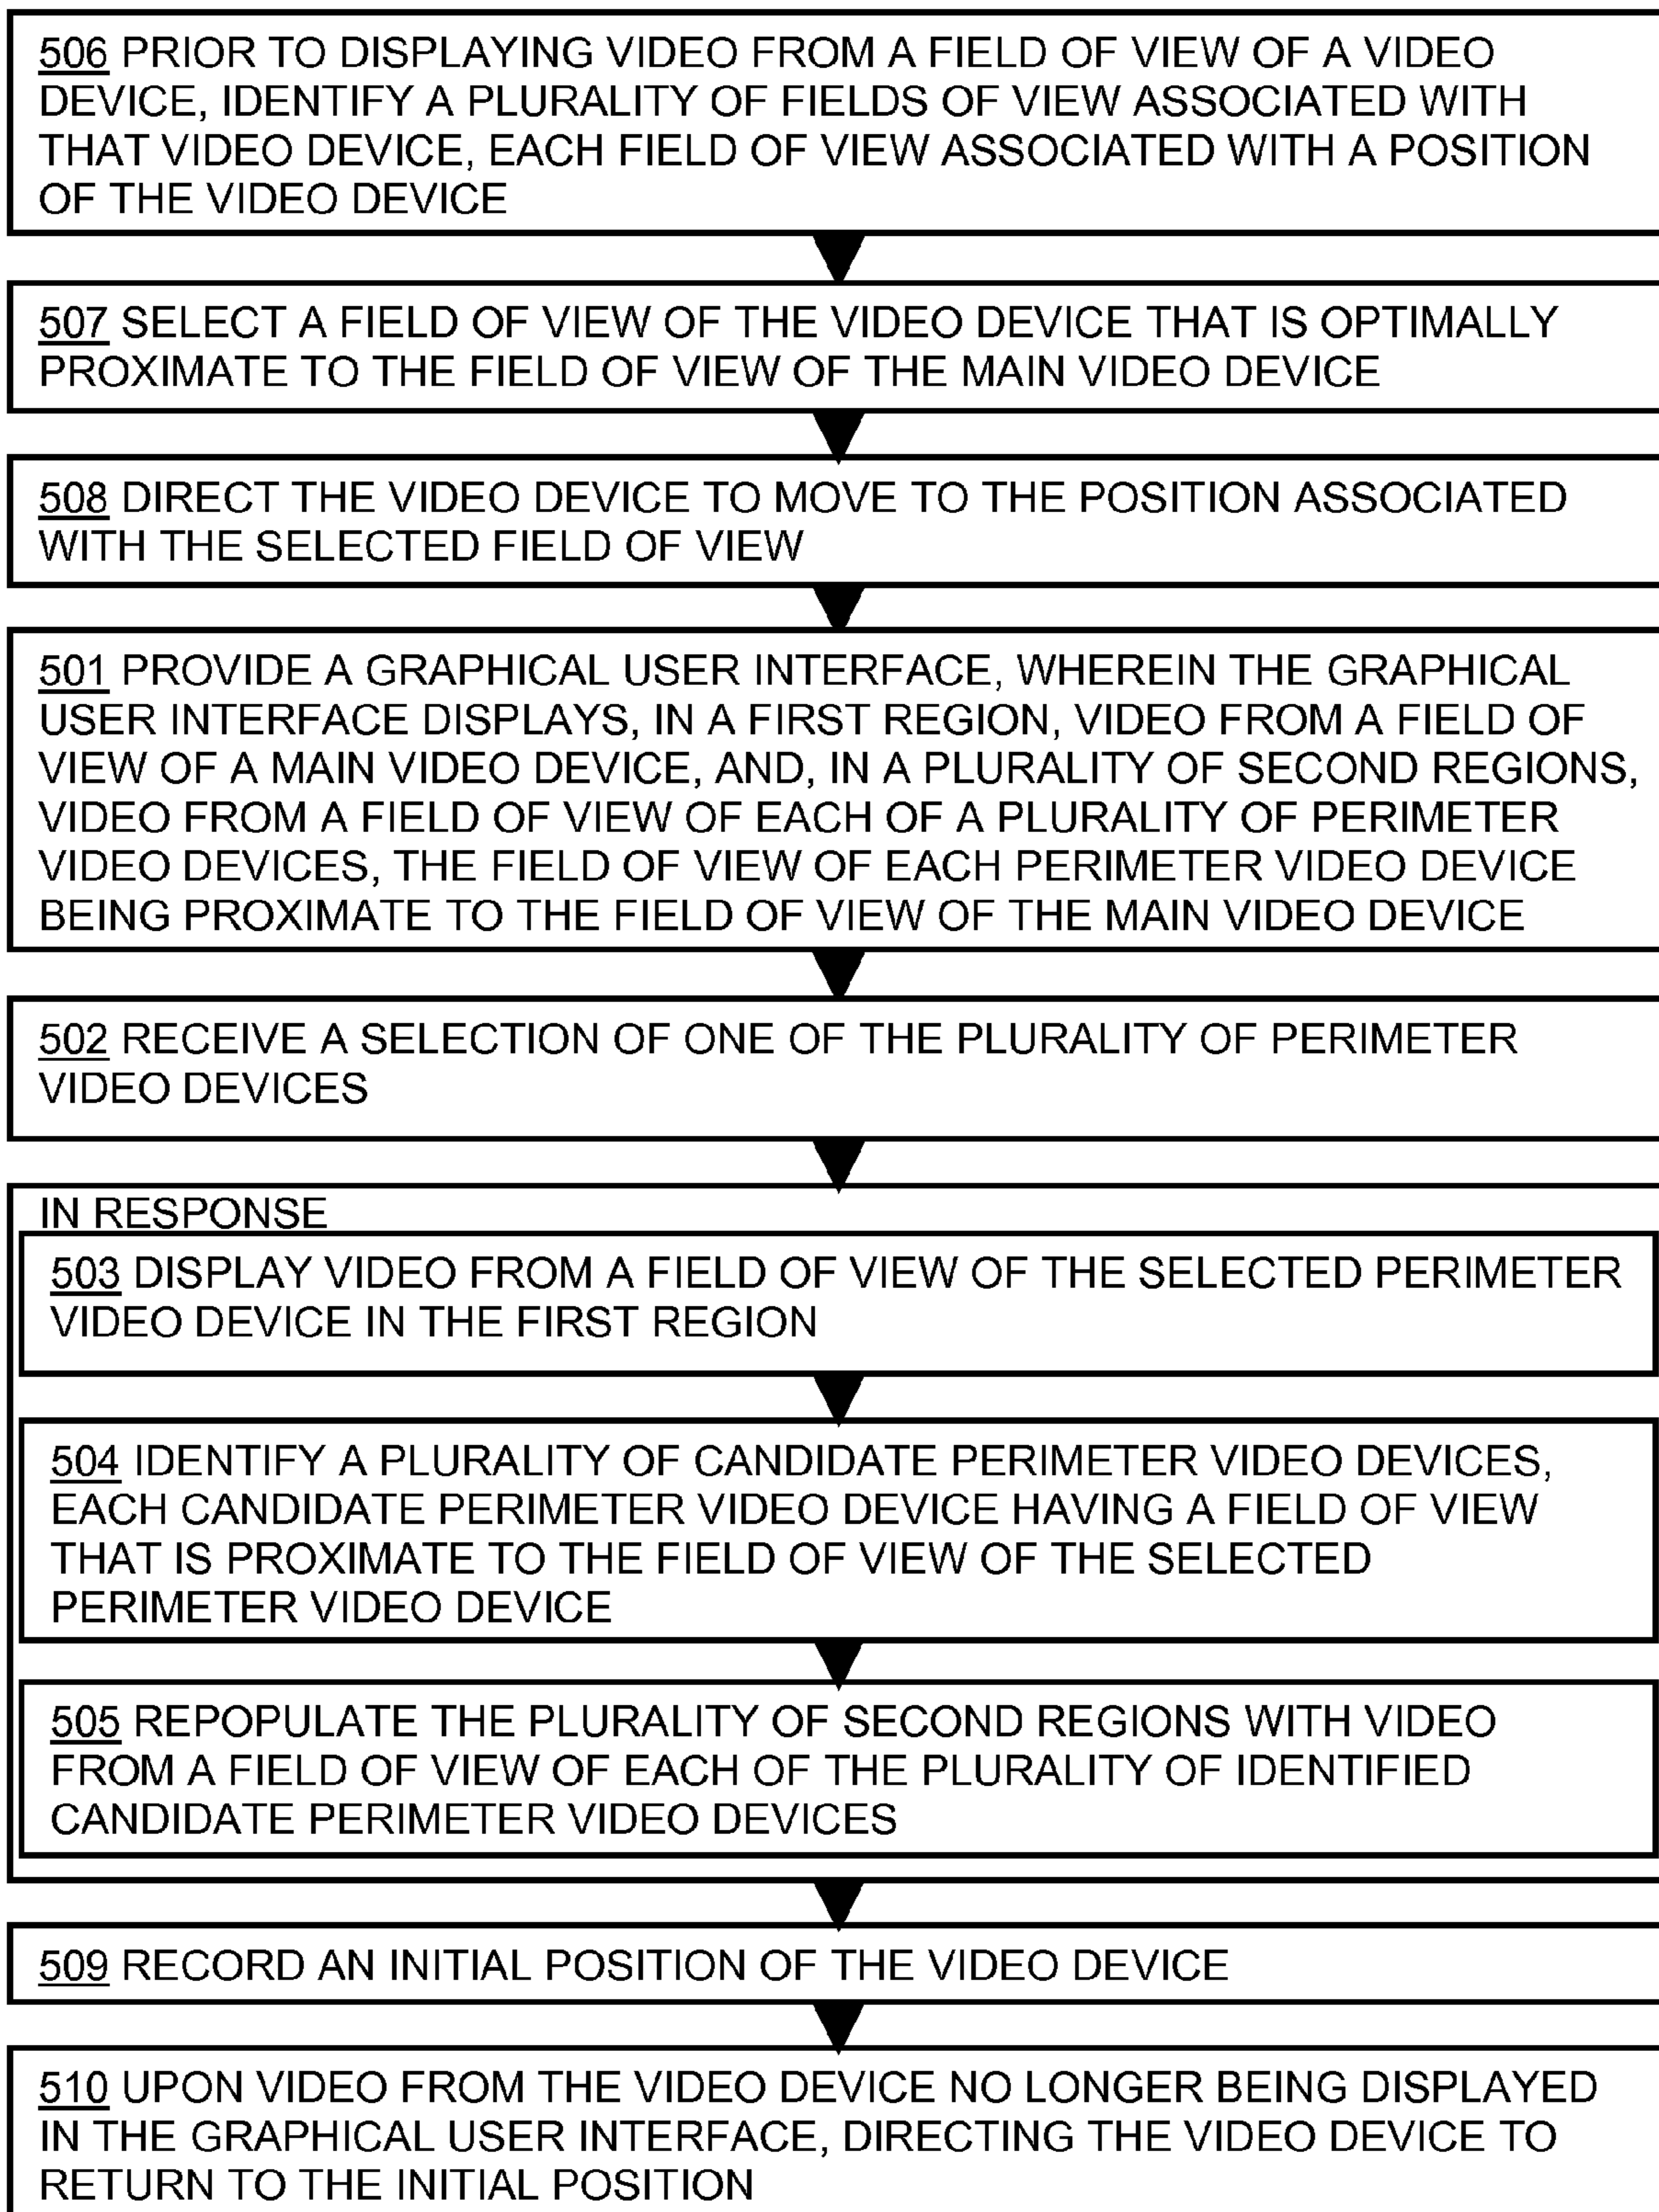 506 PRIOR TO DISPLAYING VIDEO FROM A FIELD OF VIEW OF A VIDEO
DEVICE, IDENTIFY A PLURALITY OF FIELDS OF VIEW ASSOCIATED WITH
THAT VIDEO DEVICE, EACH FIELD OF VIEW ASSOCIATED WITH A POSITION
OF THE VIDEO DEVICE
507 SELECT A FIELD OF VIEW OF THE VIDEO DEVICE THAT IS OPTIMALLY
PROXIMATE TO THE FIELD OF VIEW OF THE MAIN VIDEO DEVICE
508 DIRECT THE VIDEO DEVICE TO MOVE TO THE POSITION ASSOCIATED
WITH THE SELECTED FIELD OF VIEW
501 PROVIDE A GRAPHICAL USER INTERFACE, WHEREIN THE GRAPHICAL
USER INTERFACE DISPLAYS, IN A FIRST REGION, VIDEO FROM A FIELD OF
VIEW OF A MAIN VIDEO DEVICE, AND, IN A PLURALITY OF SECOND REGIONS,
VIDEO FROM A FIELD OF VIEW OF EACH OF A PLURALITY OF PERIMETER
VIDEO DEVICES, THE FIELD OF VIEW OF EACH PERIMETER VIDEO DEVICE
BEING PROXIMATE TO THE FIELD OF VIEW OF THE MAIN VIDEO DEVICE
502 RECEIVE A SELECTION OF ONE OF THE PLURALITY OF PERIMETER
VIDEO DEVICES
IN RESPONSE
503 DISPLAY VIDEO FROM A FIELD OF VIEW OF THE SELECTED PERIMETER
VIDEO DEVICE IN THE FIRST REGION
504 IDENTIFY A PLURALITY OF CANDIDATE PERIMETER VIDEO DEVICES,
EACH CANDIDATE PERIMETER VIDEO DEVICE HAVING A FIELD OF VIEW
THAT IS PROXIMATE TO THE FIELD OF VIEW OF THE SELECTED
PERIMETER VIDEO DEVICE
505 REPOPULATE THE PLURALITY OF SECOND REGIONS WITH VIDEO
FROM A FIELD OF VIEW OF EACH OF THE PLURALITY OF IDENTIFIED
CANDIDATE PERIMETER VIDEO DEVICES
509 RECORD AN INITIAL POSITION OF THE VIDEO DEVICE
510 UPON VIDEO FROM THE VIDEO DEVICE NO LONGER BEING DISPLAYED
IN THE GRAPHICAL USER INTERFACE, DIRECTING THE VIDEO DEVICE TO
RETURN TO THE INITIAL POSITION